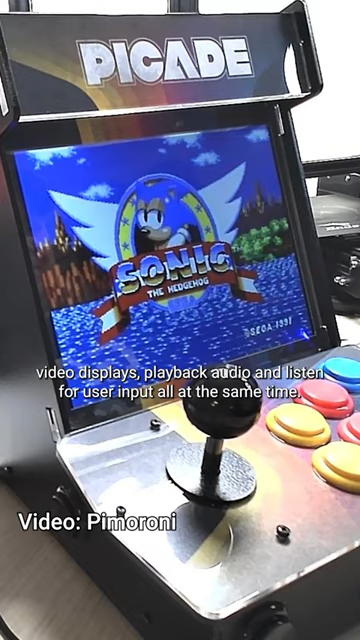 PICADE
SONIC
THE HEDGEHOG
©SEGA 1991
video displays, playback audio and listen
for user input all at the same time.
Video: Pimoroni